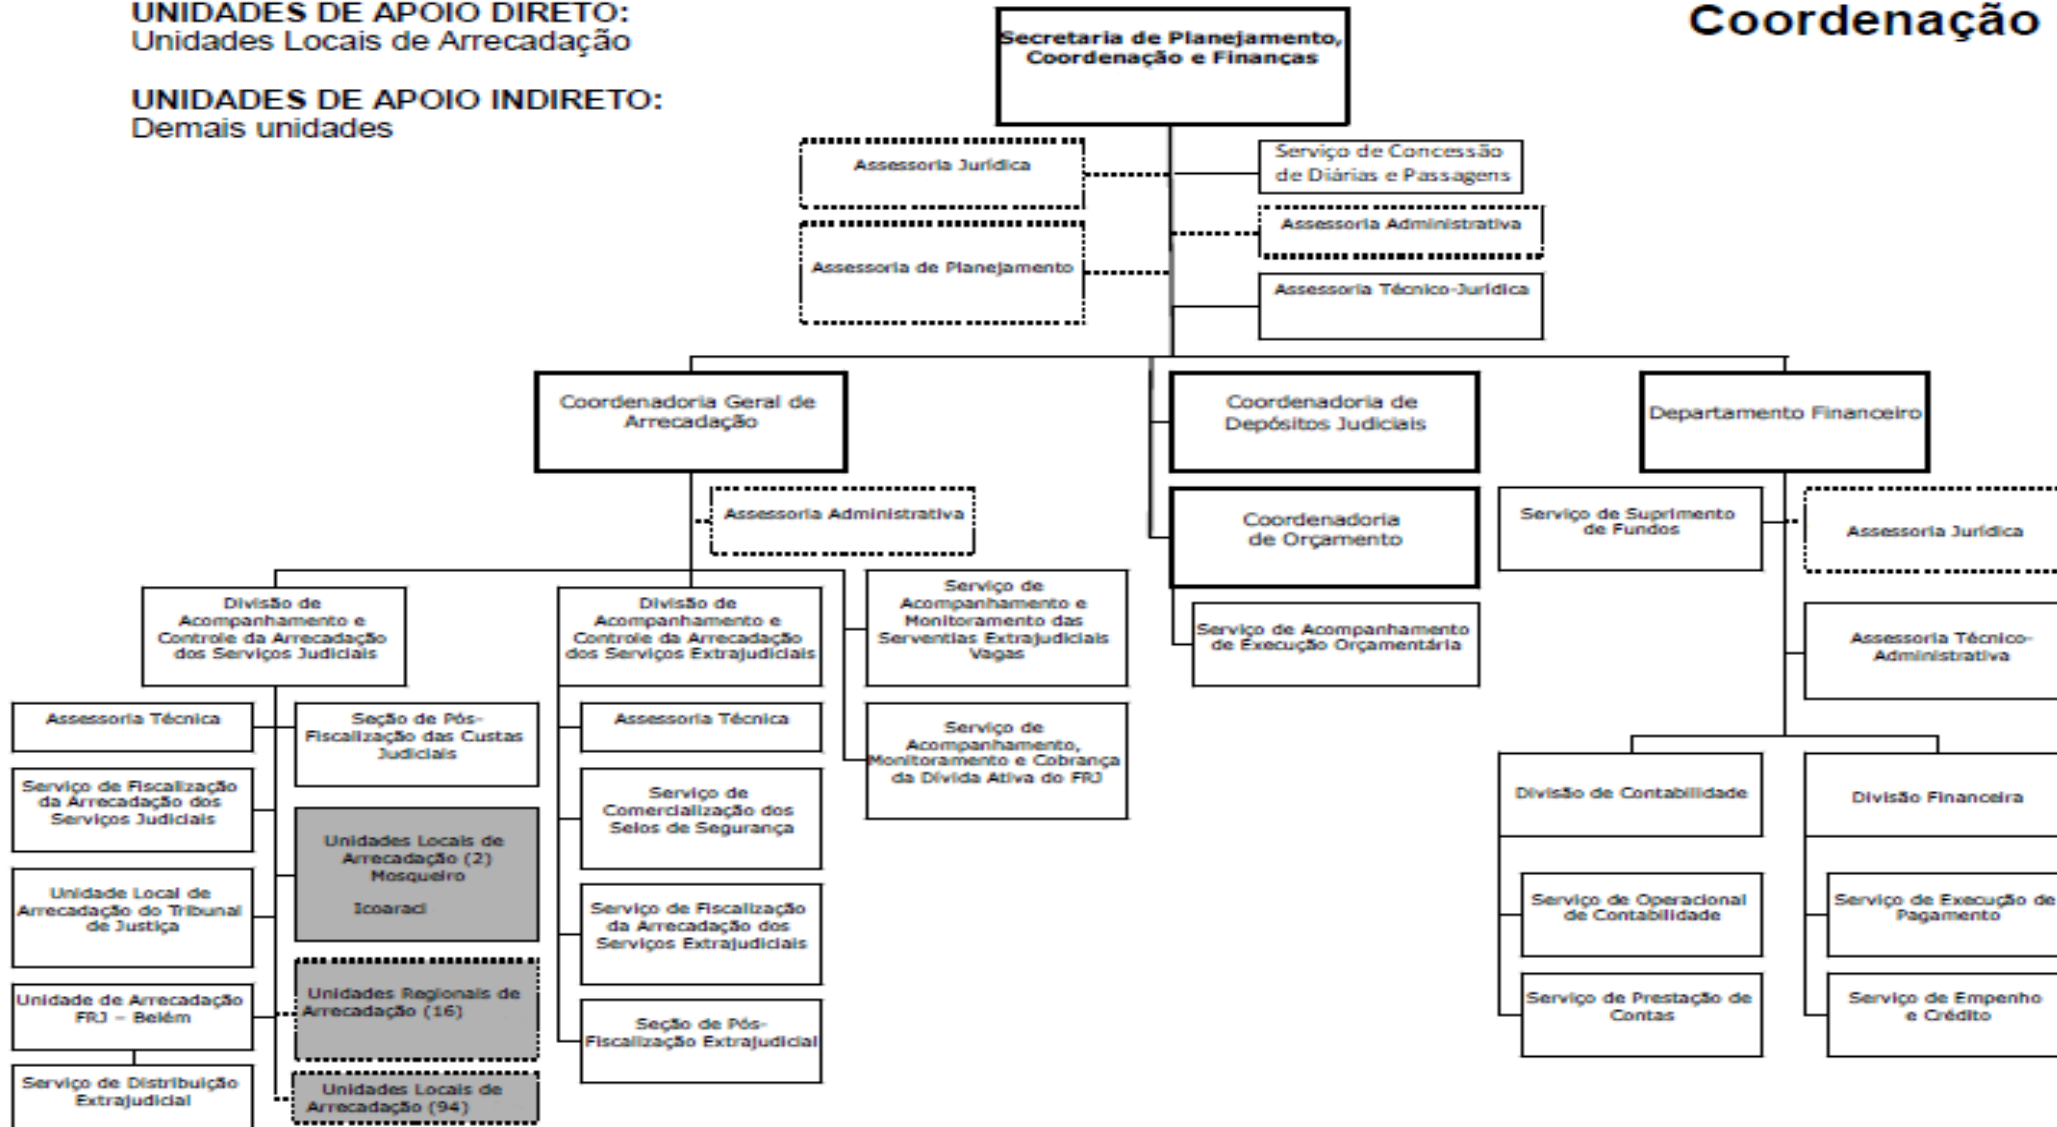 UNIDADES DE APOIO DIRETO:
Unidades Locais de Arrecadação
UNIDADES DE APOIO INDIRETO:
Demais unidades
Coordenação
Secretaria de Planejamento,
Coordenação e Finanças
Assessoria Jurídica
Serviço de Concessão
de Diárias e Passagens
Assessoria de Planejamento
Assessoria Administrativa
Assessoria Técnico-Jurídica
Coordenadoria Geral de
Arrecadação
Coordenadoria de
Depósitos Judiciais
Departamento Financeiro
Assessoria Administrativa
Coordenadoria
de Orçamento
Serviço de Suprimento
de Fundos
Assessoria Jurídica
Divisão de
Acompanhamento e
Controle da Arrecadação
dos Serviços Judiciais
Divisão de
Acompanhamento e
Controle da Arrecadação
dos Serviços Extrajudiciais
Serviço de
Acompanhamento e
Monitoramento das
Serventias Extrajudiciais
Vagas
Serviço de Acompanhamento
de Execução Orçamentária
Assessoria Técnico-
Administrativa
Assessoria Técnica
Seção de Pós-
Fiscalização das Custas
Judiciais
Assessoria Técnica
Serviço de
Acompanhamento,
Monitoramento e Cobrança
da Dívida Ativa do FRJ
Serviço de Fiscalização
da Arrecadação dos
Serviços Judiciais
Unidades Locais de
Arrecadação (2)
Mosqueiro
Icoaraci
Serviço de
Comercialização dos
Selos de Segurança
Divisão de Contabilidade
Divisão Financeira
Unidade Local de
Arrecadação do Tribunal
de Justiça
Serviço de Fiscalização
da Arrecadação dos
Serviços Extrajudiciais
Serviço de Operacional
de Contabilidade
Serviço de Execução de
Pagamento
Unidade de Arrecadação
FRJ – Belém
Unidades Regionais de
Arrecadação (16)
Seção de Pós-
Fiscalização Extrajudicial
Serviço de Prestação de
Contas
Serviço de Empenho
e Crédito
Serviço de Distribuição
Extrajudicial
Unidades Locais de
Arrecadação (94)